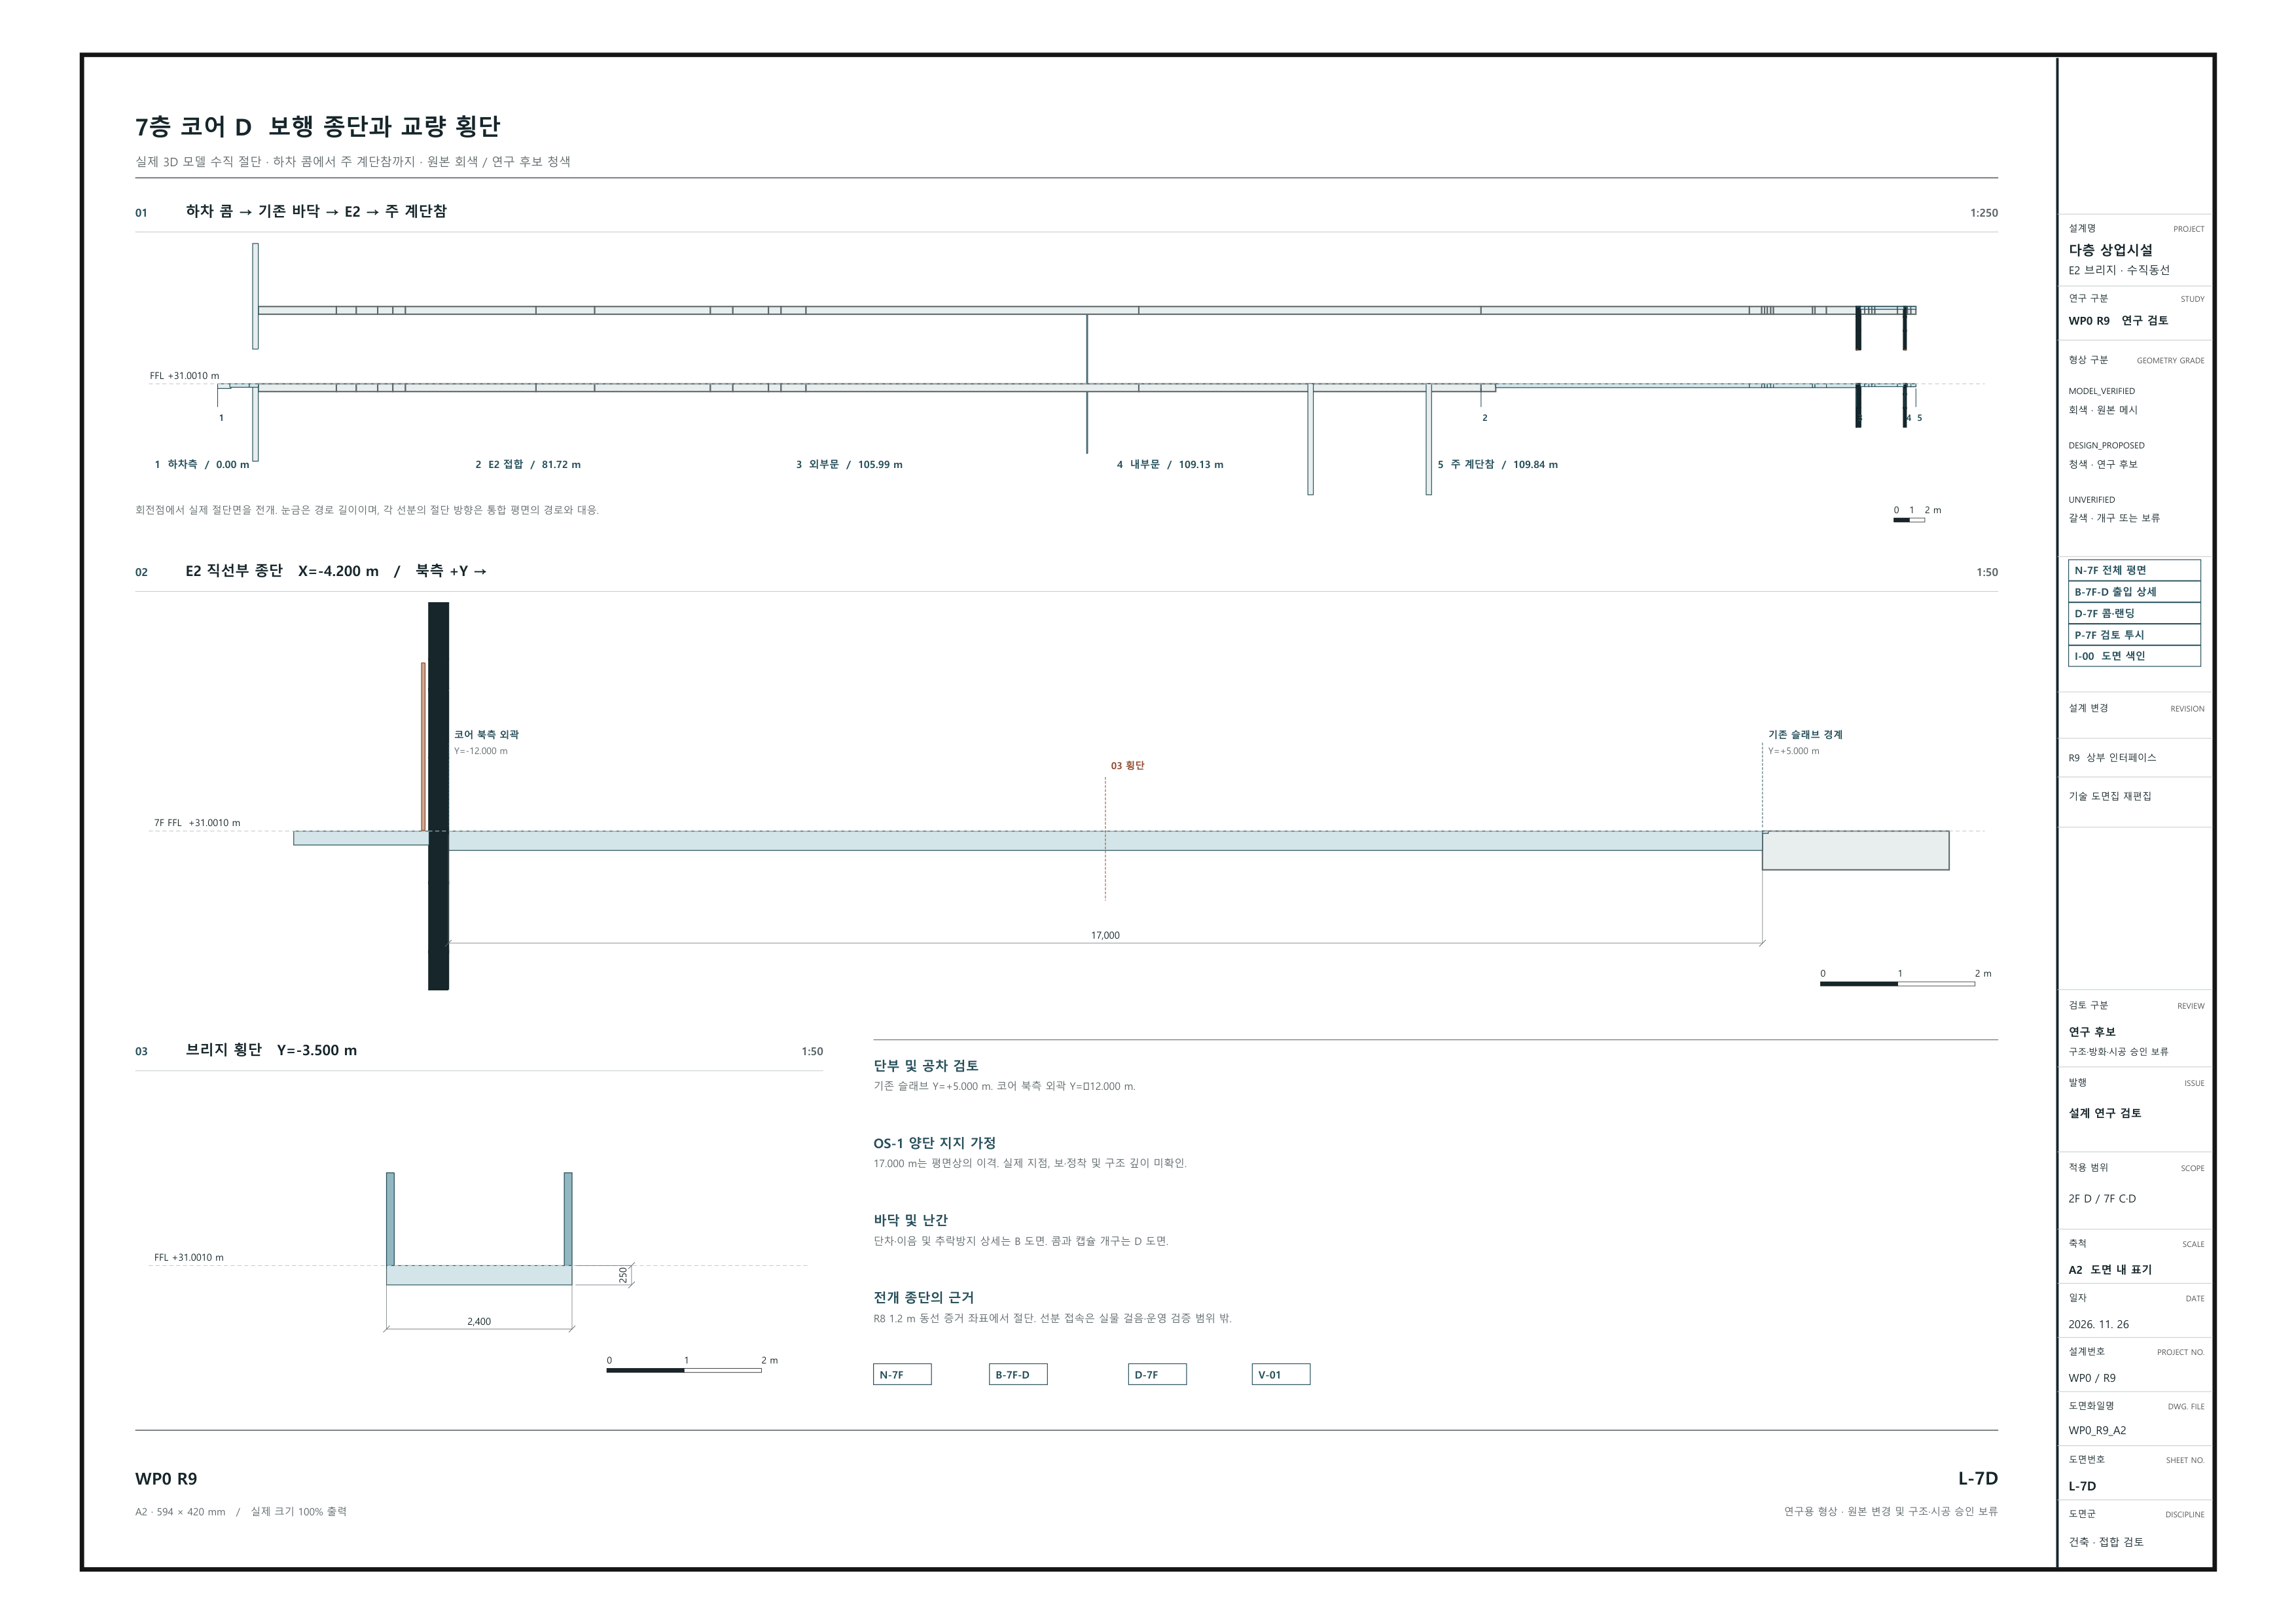 7층 코어 D 보행 종단과 교량 횡단
실제 3D 모델 수직 절단 · 하차 콤에서 주 계단참까지 · 원본 회색 / 연구 후보 청색
01 하차 콤 → 기존 바닥 → E2 → 주 계단참 1:250
FFL +31.0010 m
1 2 3 4 5
1 하차측 / 0.00 m 2 E2 접합 / 81.72 m 3 외부문 / 105.99 m 4 내부문 / 109.13 m 5 주 계단참 / 109.84 m
회전점에서 실제 절단면을 전개. 눈금은 경로 길이이며, 각 선분의 절단 방향은 통합 평면의 경로와 대응.
0 1 2 m
02 E2 직선부 종단 X=-4.200 m / 북측 +Y → 1:50
코어 북측 외곽
Y=-12.000 m
기존 슬래브 경계
Y=+5.000 m
03 횡단
7F FFL +31.0010 m
17,000
0 1 2 m
03 브리지 횡단 Y=-3.500 m 1:50
FFL +31.0010 m
250
2,400
0 1 2 m
단부 및 공차 검토
기존 슬래브 Y=+5.000 m. 코어 북측 외곽 Y=▯12.000 m.
OS-1 양단 지지 가정
17.000 m는 평면상의 이격. 실제 지점, 보·정착 및 구조 깊이 미확인.
바닥 및 난간
단차·이음 및 추락방지 상세는 B 도면. 콤과 캡슐 개구는 D 도면.
전개 종단의 근거
R8 1.2 m 동선 증거 좌표에서 절단. 선분 접속은 실물 걸음·운영 검증 범위 밖.
N-7F B-7F-D D-7F V-01
WP0 R9
A2 · 594 × 420 mm / 실제 크기 100% 출력
L-7D
연구용 형상 · 원본 변경 및 구조·시공 승인 보류
설계명 PROJECT
다층 상업시설
E2 브리지 · 수직동선
연구 구분 STUDY
WP0 R9 연구 검토
형상 구분 GEOMETRY GRADE
MODEL_VERIFIED
회색 · 원본 메시
DESIGN_PROPOSED
청색 · 연구 후보
UNVERIFIED
갈색 · 개구 또는 보류
N-7F 전체 평면
B-7F-D 출입 상세
D-7F 콤·랜딩
P-7F 검토 투시
I-00 도면 색인
설계 변경 REVISION
R9 상부 인터페이스
기술 도면집 재편집
검토 구분 REVIEW
연구 후보
구조·방화·시공 승인 보류
발행 ISSUE
설계 연구 검토
적용 범위 SCOPE
2F D / 7F C·D
축척 SCALE
A2 도면 내 표기
일자 DATE
2026. 11. 26
설계번호 PROJECT NO.
WP0 / R9
도면화일명 DWG. FILE
WP0_R9_A2
도면번호 SHEET NO.
L-7D
도면군 DISCIPLINE
건축 · 접합 검토